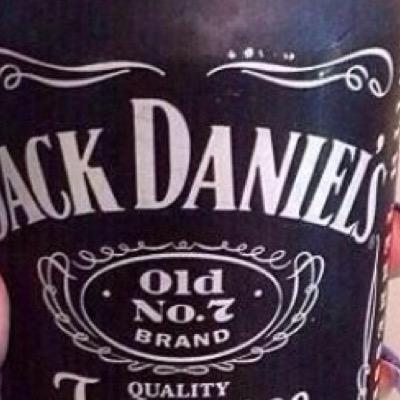 JACK DANIEL'S
Old
No.7
BRAND
QUALITY